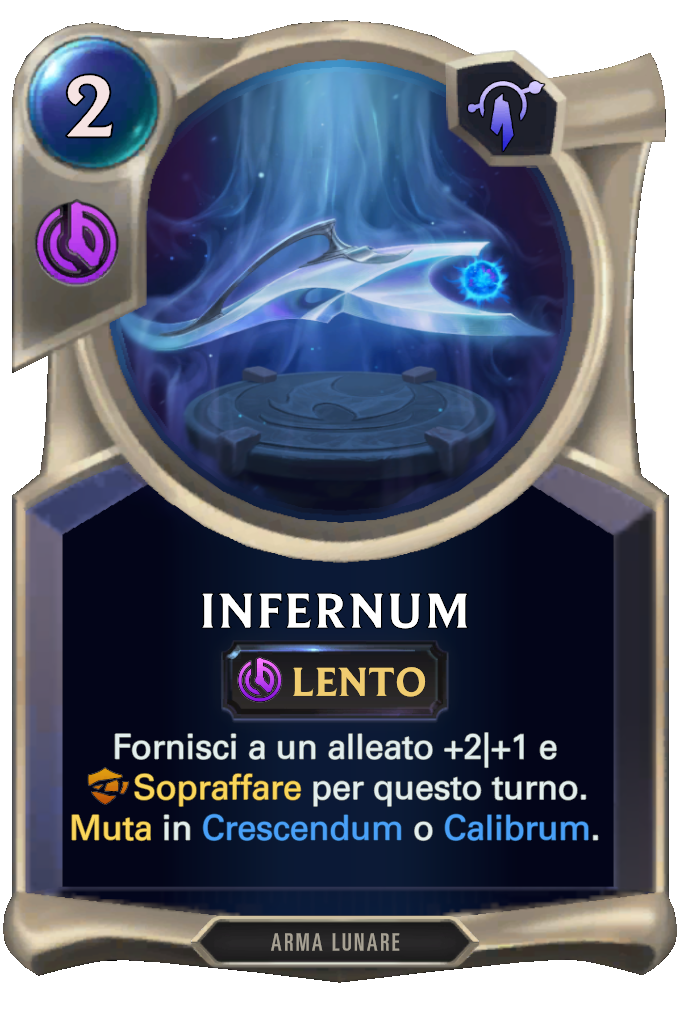 2
INFERNUM
LENTO
Fornisci a un alleato +2|+1 e
Sopraffare per questo turno.
Muta in Crescendum o Calibrum.
ARMA LUNARE